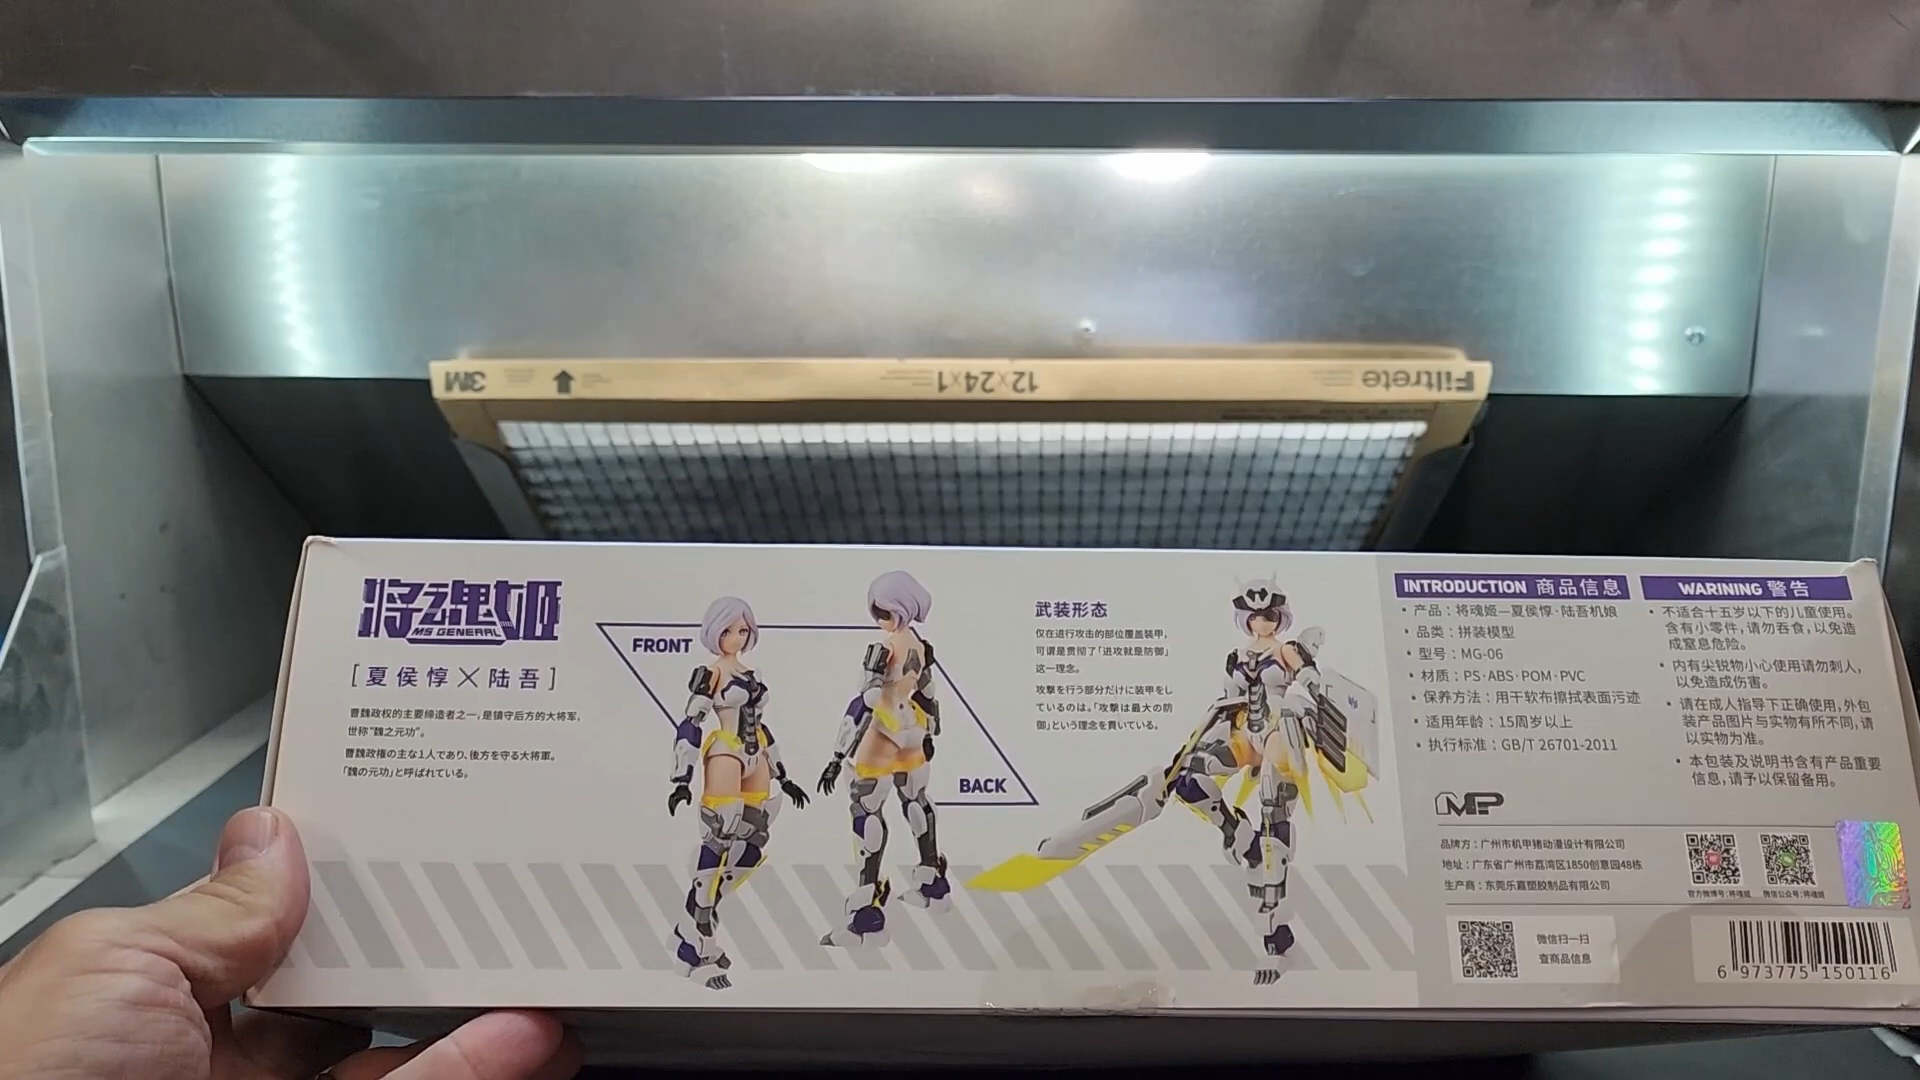 3M
12x24x1
Filtrete
将魂姬
MS GENERAL
[夏侯惇╳陆吾]
曹魏政权的主要缔造者之一,是镇守后方的大将军,
世称“魏之元功”。
曹魏政権の主な1人であり、後方を守る大将軍。
「魏の元功」と呼ばれている。
FRONT
BACK
武装形态
仅在进行攻击的部位覆盖装甲,
可谓是贯彻了「进攻就是防御」
这一理念。
攻撃を行う部分だけに装甲をし
ているのは。「攻撃は最大の防
御」という理念を貫いている。
INTRODUCTION 商品信息
• 产品:将魂姬—夏侯惇·陆吾机娘
• 品类:拼装模型
• 型号:MG-06
• 材质:PS·ABS·POM·PVC
• 保养方法:用干软布擦拭表面污迹
• 适用年龄:15周岁以上
• 执行标准:GB/T 26701-2011
MP
品牌方:广州市机甲猪动漫设计有限公司
地址:广东省广州市荔湾区1850创意园48栋
生产商:东莞乐嘉塑胶制品有限公司
微信扫一扫
查商品信息
WARINING 警告
• 不适合十五岁以下的儿童使用。
含有小零件,请勿吞食,以免造
成窒息危险。
• 内有尖锐物小心使用请勿刺人,
以免造成伤害。
• 请在成人指导下正确使用,外包
装产品图片与实物有所不同,请
以实物为准。
• 本包装及说明书含有产品重要
信息,请予以保留备用。
官方微博号:将魂姬
微信公众号:将魂姬
6 973775 150116